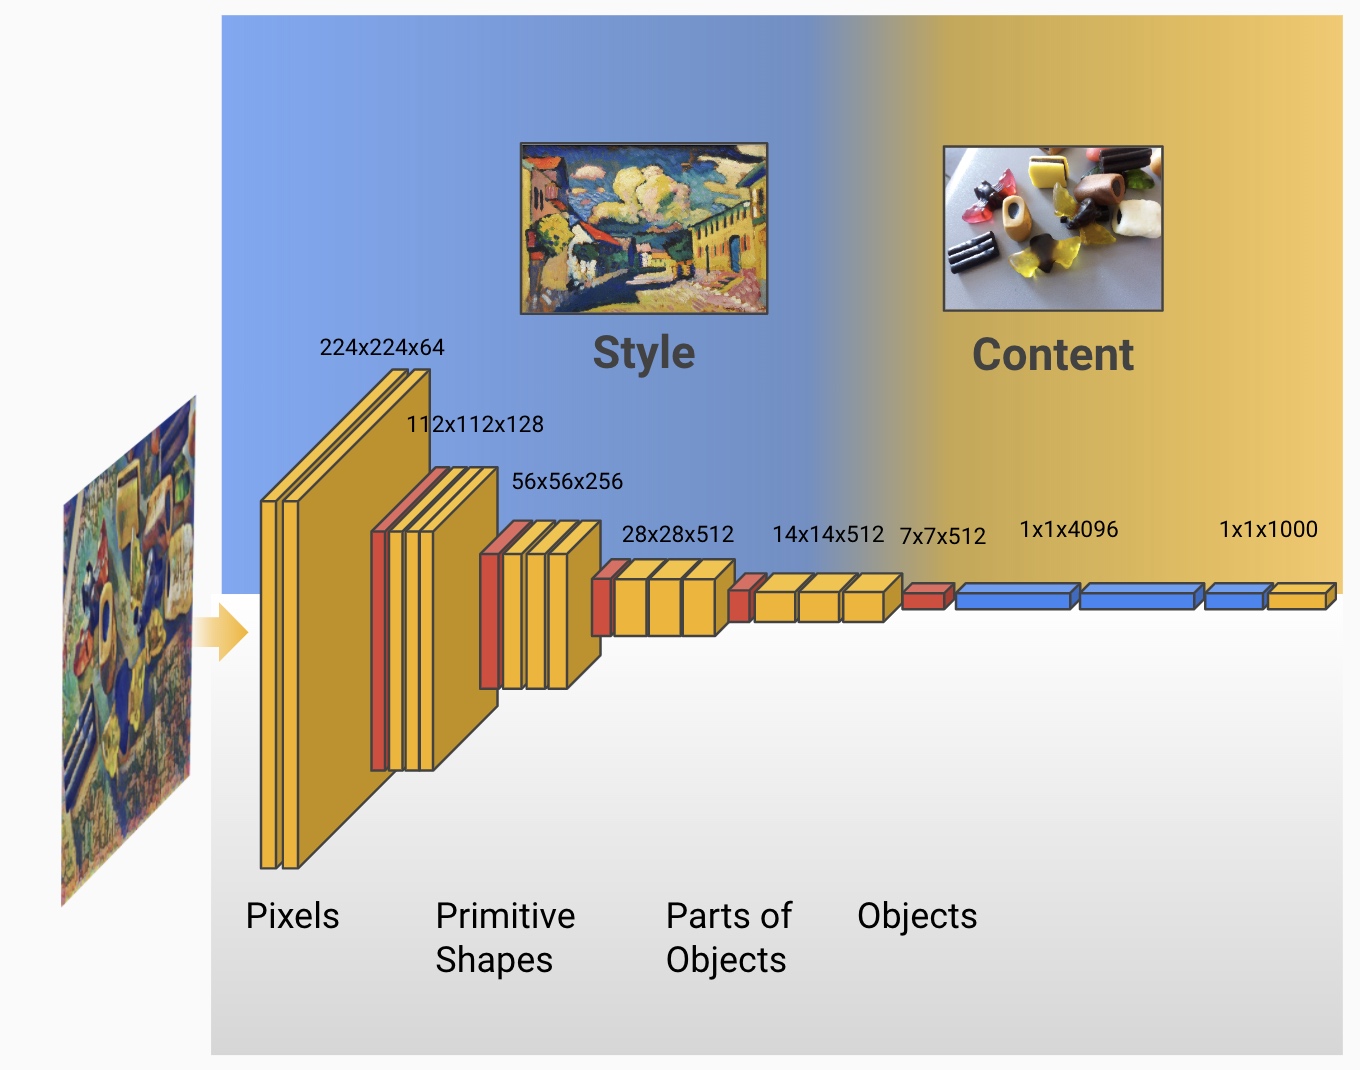 Style
Content
224x224x64
112x112x128
56x56x256
28x28x512
14x14x512
7x7x512
1x1x4096
1x1x1000
Pixels
Primitive
Shapes
Parts of
Objects
Objects